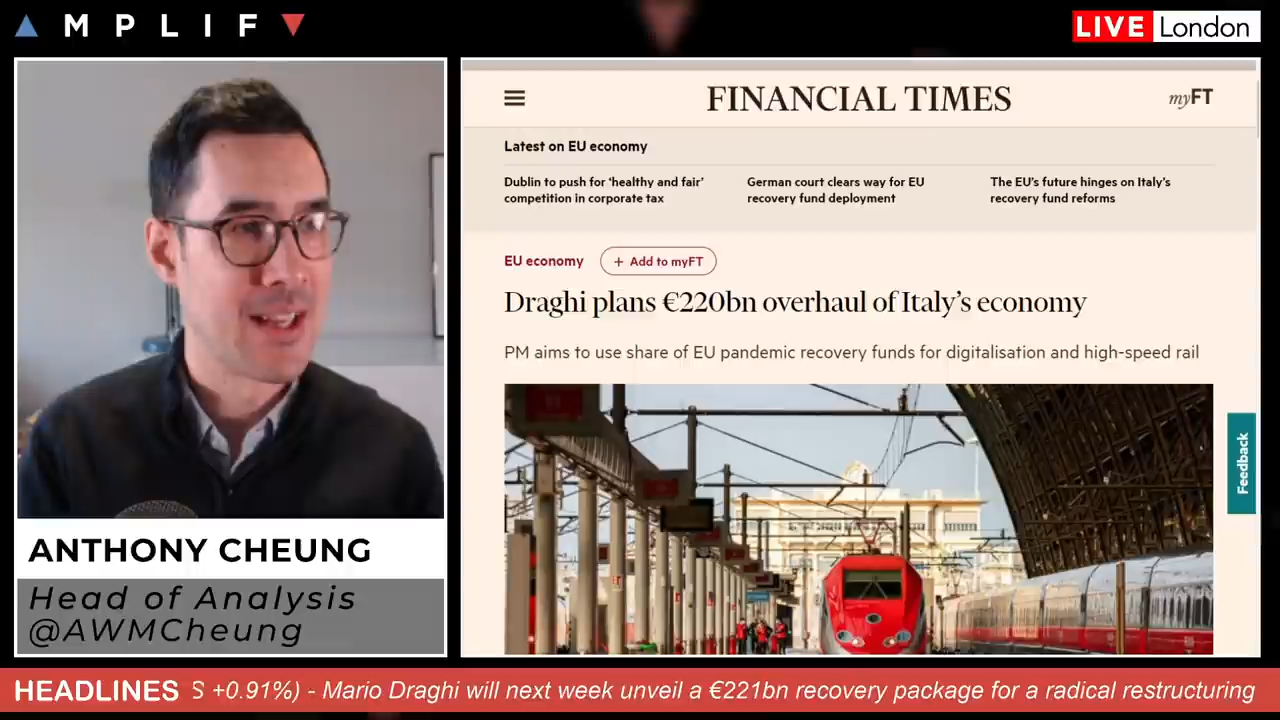 AMPLIFY
LIVE London
FINANCIAL TIMES
myFT
Latest on EU economy
Dublin to push for ‘healthy and fair’
competition in corporate tax
German court clears way for EU
recovery fund deployment
The EU’s future hinges on Italy’s
recovery fund reforms
EU economy
+ Add to myFT
Draghi plans €220bn overhaul of Italy’s economy
PM aims to use share of EU pandemic recovery funds for digitalisation and high-speed rail
Feedback
ANTHONY CHEUNG
Head of Analysis
@AWMCheung
HEADLINES S +0.91%) - Mario Draghi will next week unveil a €221bn recovery package for a radical restructuring